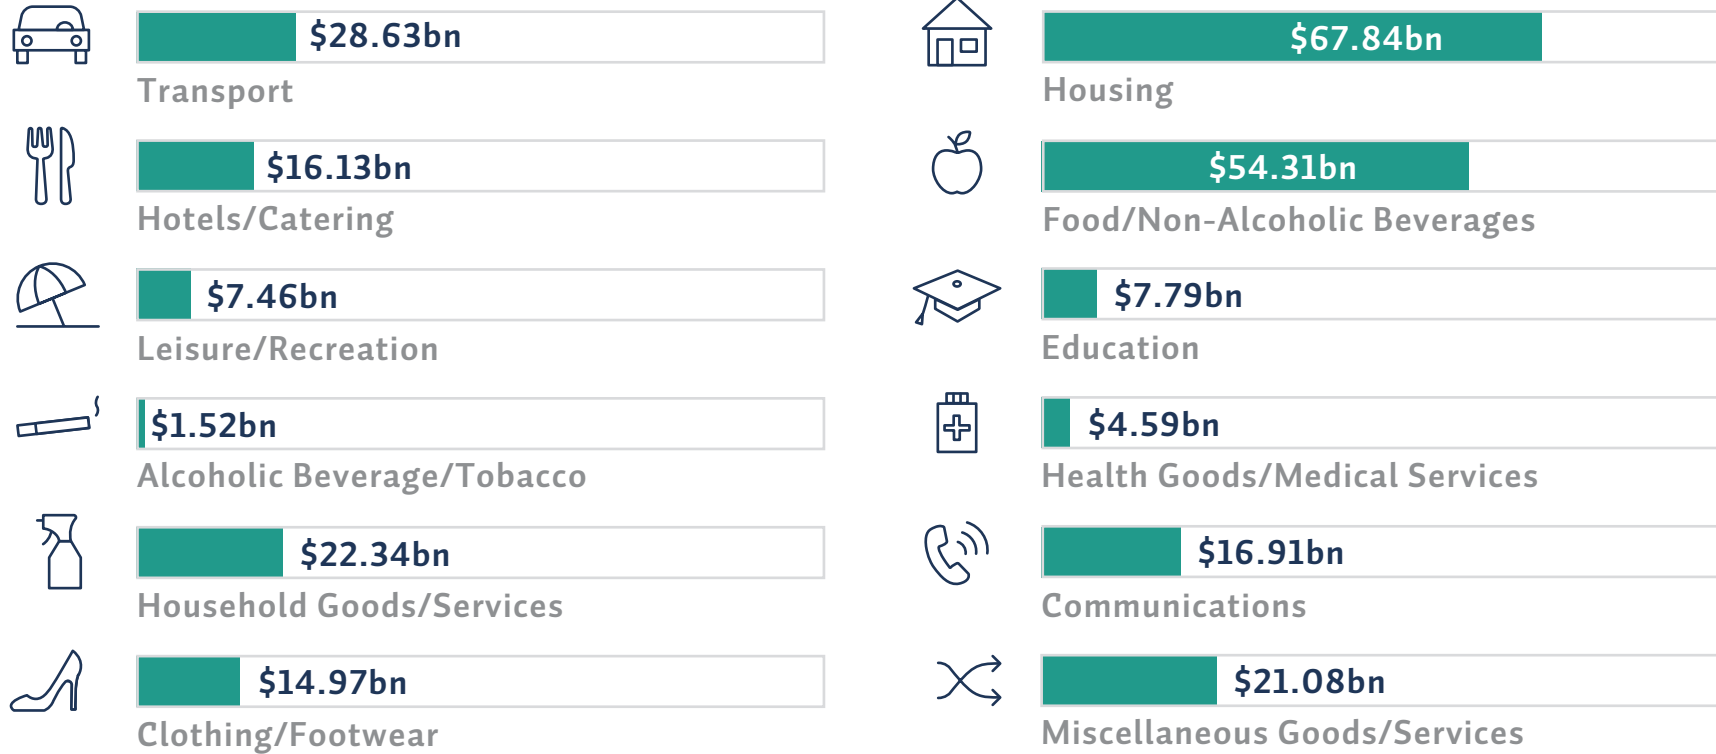 $28.63bn
Transport
$16.13bn
Hotels/Catering
$7.46bn
Leisure/Recreation
$1.52bn
Alcoholic Beverage/Tobacco
$22.34bn
Household Goods/Services
$14.97bn
Clothing/Footwear
$67.84bn
Housing
$54.31bn
Food/Non-Alcoholic Beverages
$7.79bn
Education
$4.59bn
Health Goods/Medical Services
$16.91bn
Communications
$21.08bn
Miscellaneous Goods/Services